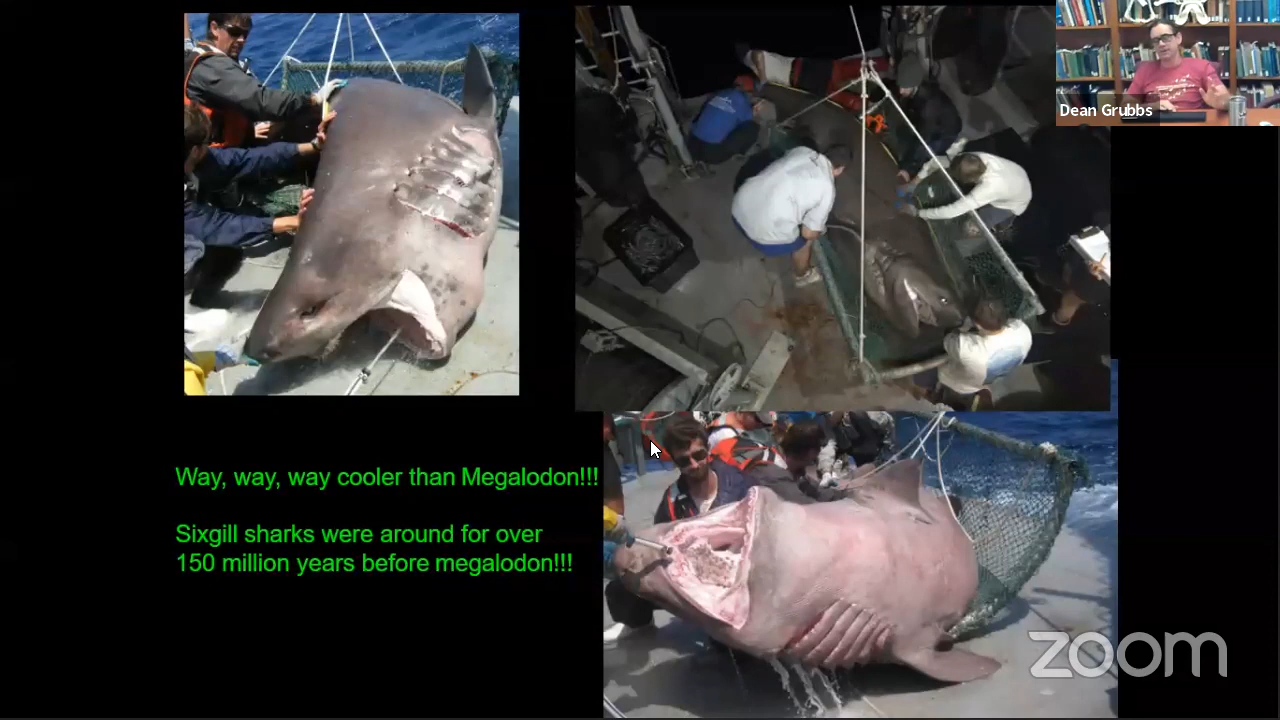 Dean Grubbs
Way, way, way cooler than Megalodon!!!
Sixgill sharks were around for over
150 million years before megalodon!!!
zoom